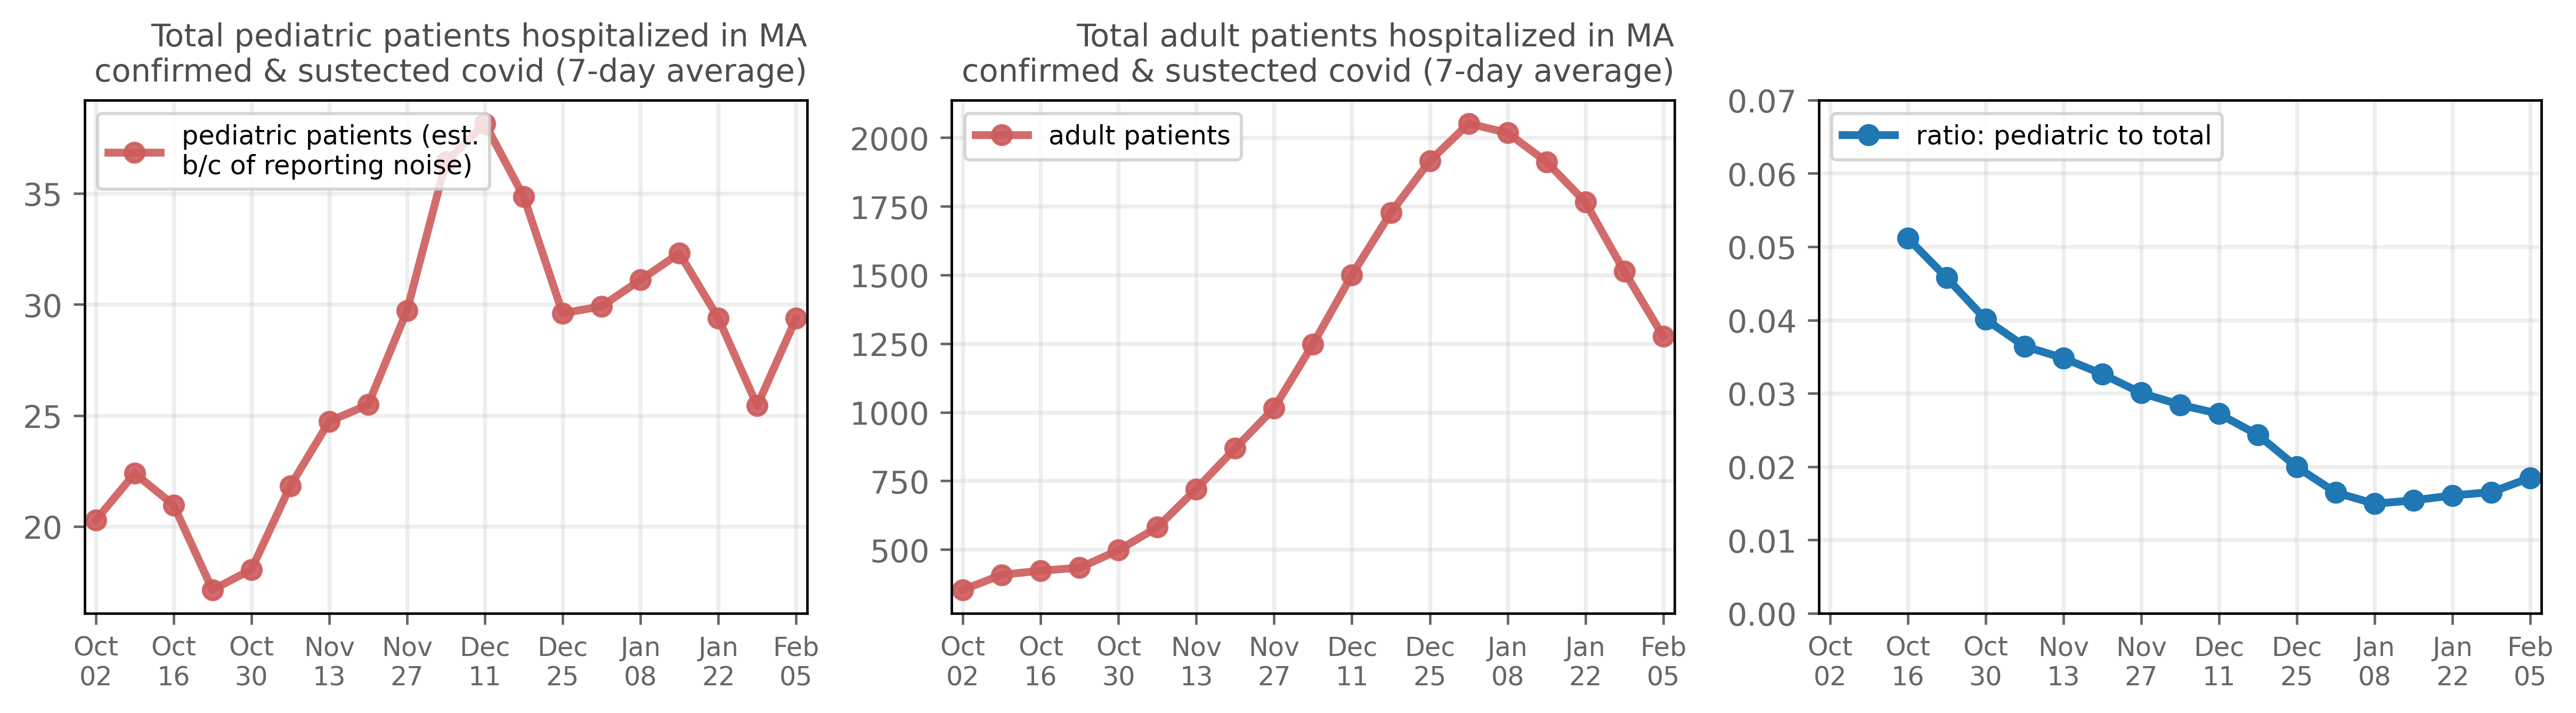 Total pediatric patients hospitalized in MA
confirmed & sustected covid (7-day average)
pediatric patients (est.
b/c of reporting noise)
35
30
25
20
Oct Oct Oct Nov Nov Dec Dec Jan Jan Feb
02 16 30 13 27 11 25 08 22 05
Total adult patients hospitalized in MA
confirmed & sustected covid (7-day average)
adult patients
2000
1750
1500
1250
1000
750
500
Oct Oct Oct Nov Nov Dec Dec Jan Jan Feb
02 16 30 13 27 11 25 08 22 05
ratio: pediatric to total
0.07
0.06
0.05
0.04
0.03
0.02
0.01
0.00
Oct Oct Oct Nov Nov Dec Dec Jan Jan Feb
02 16 30 13 27 11 25 08 22 05